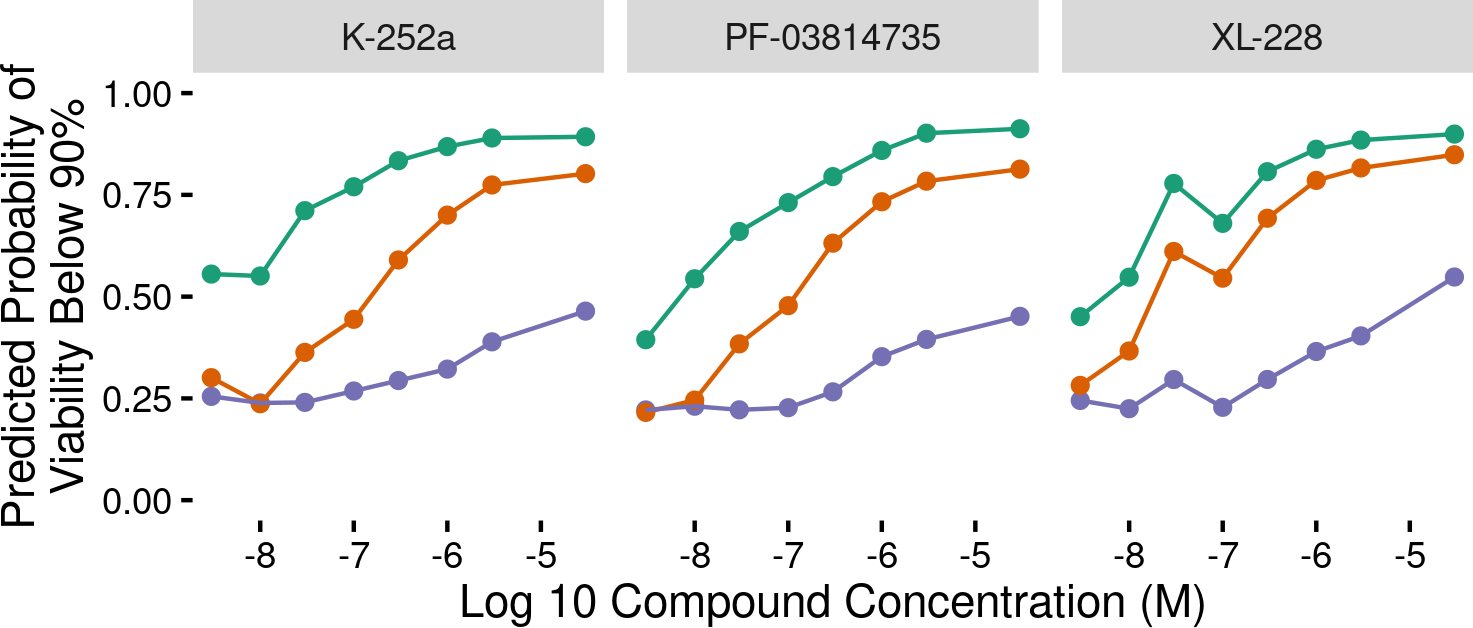 K-252a
PF-03814735
XL-228
Predicted Probability of
Viability Below 90%
1.00
0.75
0.50
0.25
0.00
-8 -7 -6 -5
-8 -7 -6 -5
-8 -7 -6 -5
Log 10 Compound Concentration (M)